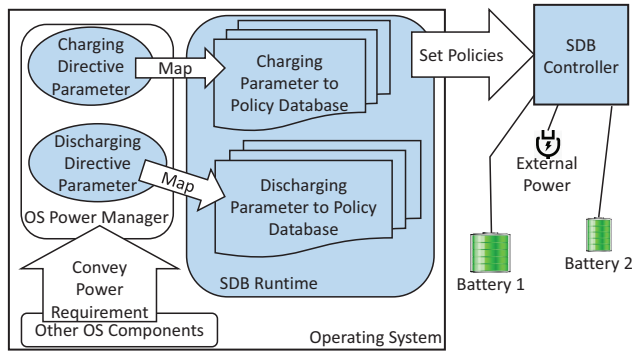 Charging
Directive
Parameter
Map
Charging
Parameter to
Policy Database
Set Policies
SDB
Controller
Discharging
Directive
Parameter
Map
Discharging
Parameter to Policy
Database
External
Power
OS Power Manager
Convey
Power
Requirement
SDB Runtime
Battery 1
Battery 2
Other OS Components
Operating System